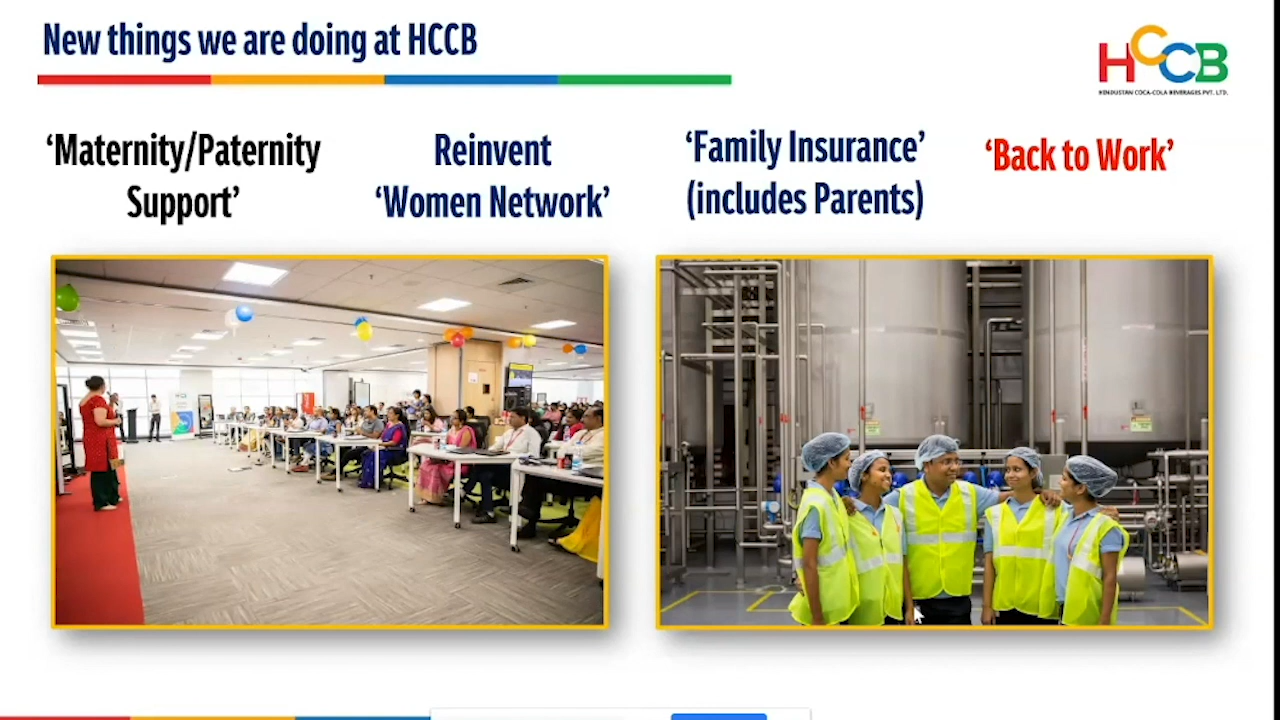 New things we are doing at HCCB
HCCB
HINDUSTAN COCA-COLA BEVERAGES PVT. LTD.
‘Maternity/Paternity
Support’
Reinvent
‘Women Network’
‘Family Insurance’
(includes Parents)
‘Back to Work’